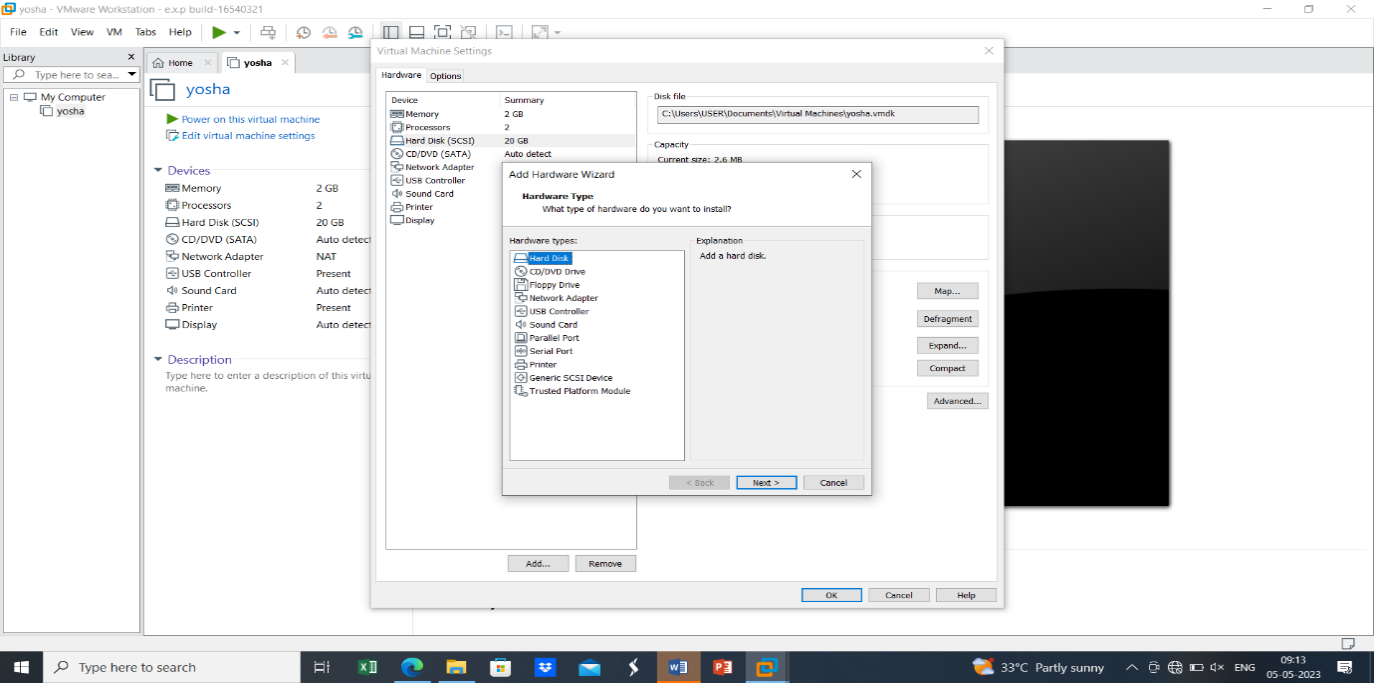 yosha - VMware Workstation - e.x.p build-16540321
File Edit View VM Tabs Help
Library
Type here to sea...
My Computer
yosha
Home
yosha
yosha
Power on this virtual machine
Edit virtual machine settings
Devices
Memory 2 GB
Processors 2
Hard Disk (SCSI) 20 GB
CD/DVD (SATA) Auto detect
Network Adapter NAT
USB Controller Present
Sound Card Auto detect
Printer Present
Display Auto detect
Description
Type here to enter a description of this virtu
machine.
Virtual Machine Settings
Hardware Options
Device Summary
Memory 2 GB
Processors 2
Hard Disk (SCSI) 20 GB
CD/DVD (SATA) Auto detect
Network Adapter
USB Controller
Sound Card
Printer
Display
Add... Remove
Disk file
C:\Users\USER\Documents\Virtual Machines\yosha.vmdk
Capacity
Current size: 2.6 MB
Map...
Defragment
Expand...
Compact
Advanced...
OK Cancel Help
Add Hardware Wizard
Hardware Type
What type of hardware do you want to install?
Hardware types:
Hard Disk
CD/DVD Drive
Floppy Drive
Network Adapter
USB Controller
Sound Card
Parallel Port
Serial Port
Printer
Generic SCSI Device
Trusted Platform Module
Explanation
Add a hard disk.
< Back Next > Cancel
Type here to search
33°C Partly sunny
ENG
09:13
05-05-2023